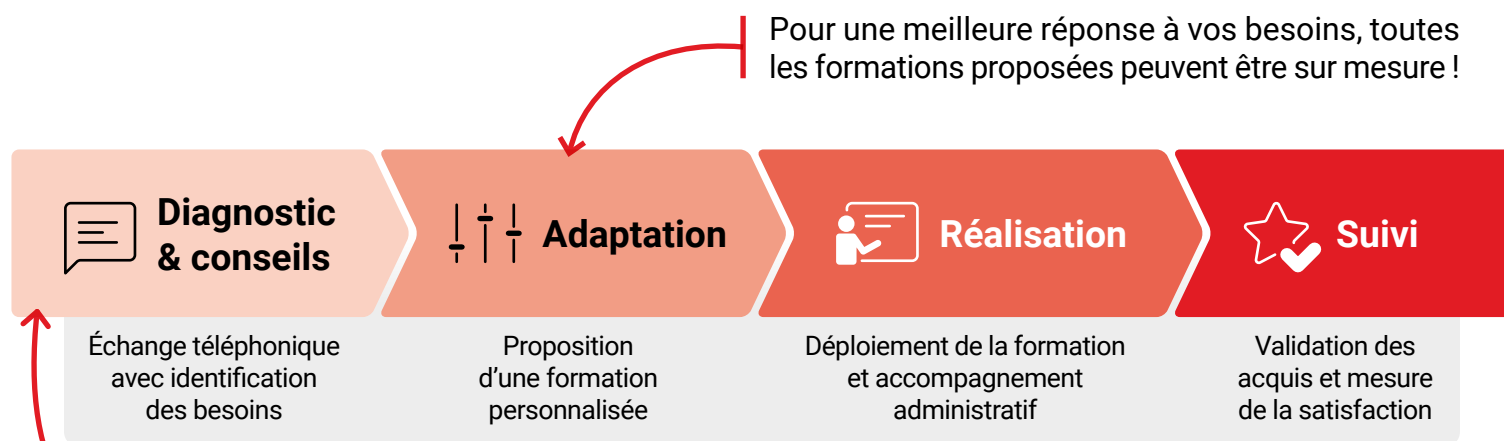 Pour une meilleure réponse à vos besoins, toutes
les formations proposées peuvent être sur mesure !
Diagnostic
& conseils
Adaptation
Réalisation
Suivi
Échange téléphonique
avec identification
des besoins
Proposition
d'une formation
personnalisée
Déploiement de la formation
et accompagnement
administratif
Validation des
acquis et mesure
de la satisfaction